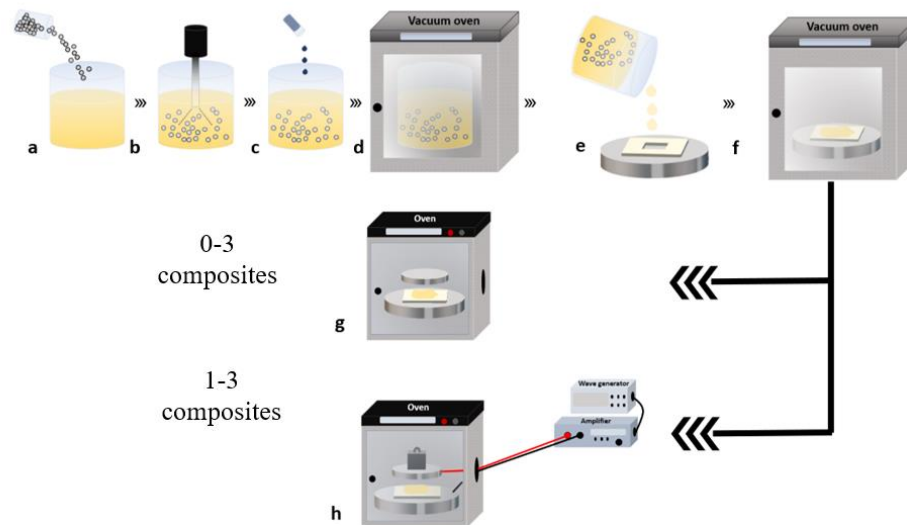 Vacuum oven
Vacuum oven
a
b
c
d
e
f
0-3
composites
Oven
g
1-3
composites
Wave generator
Oven
Amplifier
h